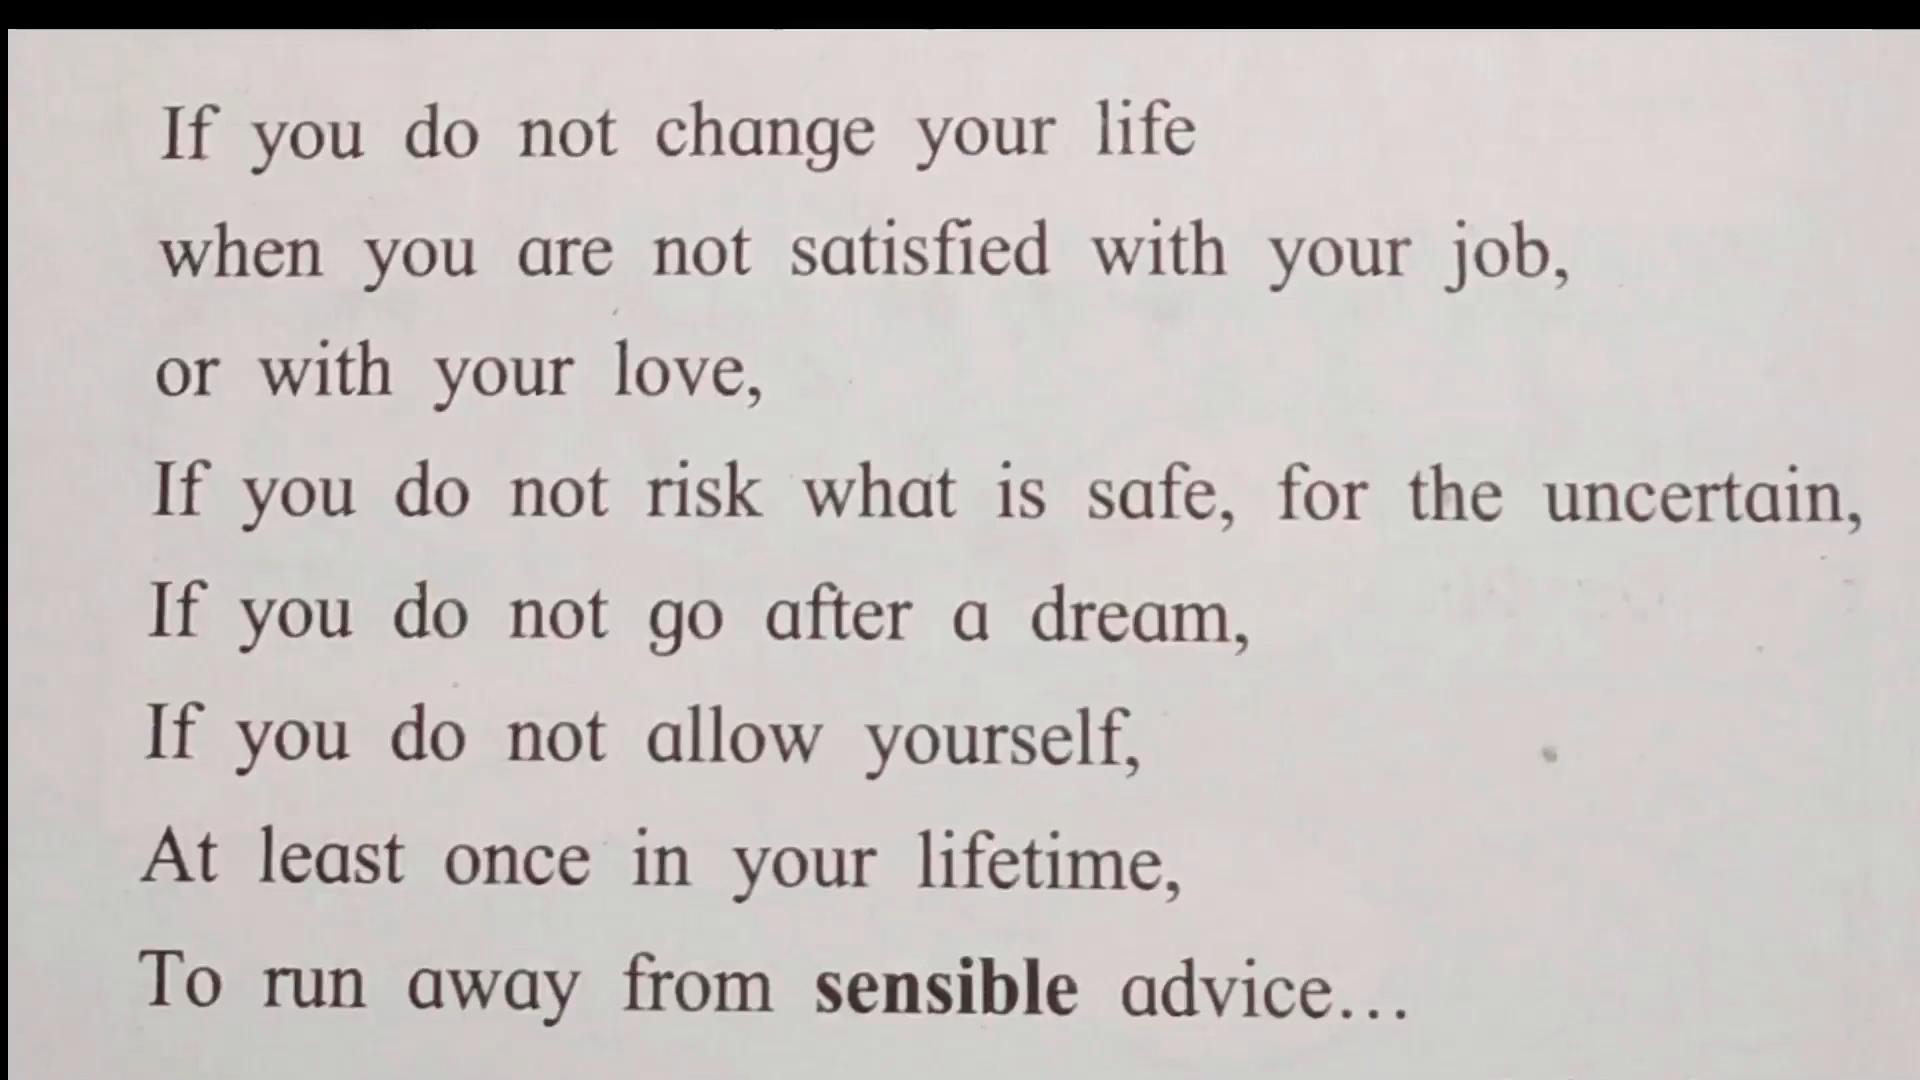 If you do not change your life
when you are not satisfied with your job,
or with your love,
If you do not risk what is safe, for the uncertain,
If you do not go after a dream,
If you do not allow yourself,
At least once in your lifetime,
To run away from sensible advice...